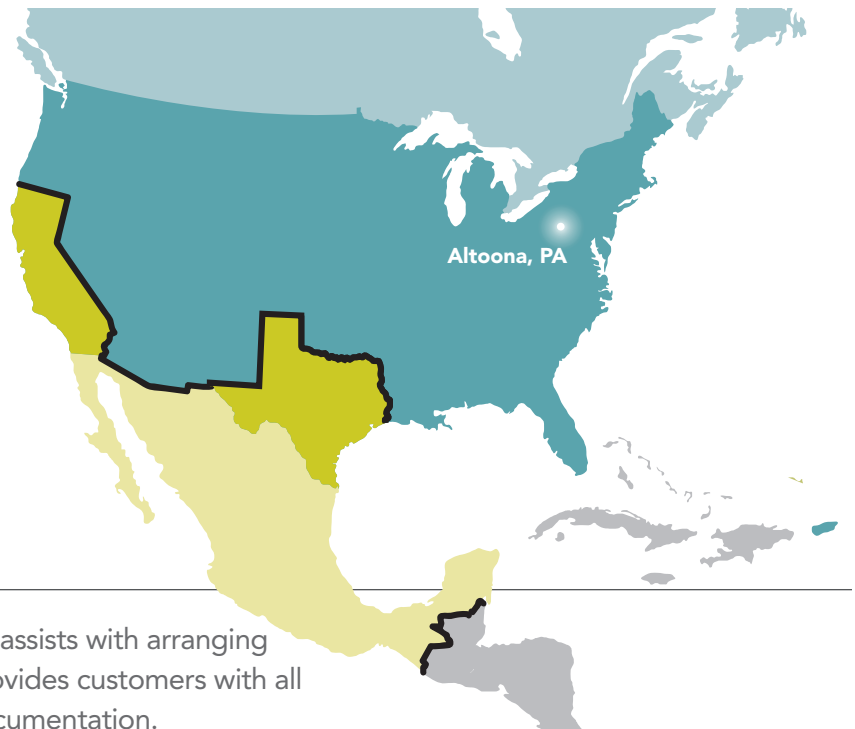 Altoona, PA
assists with arranging
ovides customers with all
cumentation.